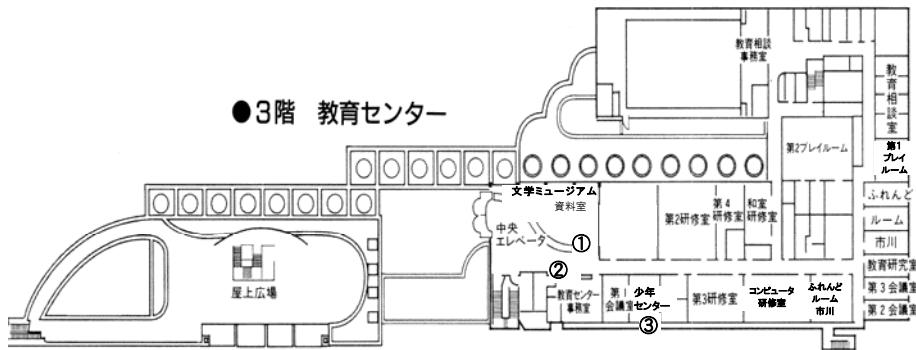 ●3階 教育センター
教育相談
事務室
教育相談室
第2プレイルーム
第1
プレイ
ルーム
文学ミュージアム
資料室
中央
エレベータ
①
②
第2研修室
第4
研修室
和室
研修室
ふれんど
ルーム
市川
教育研究室
第3会議室
第2会議室
屋上広場
教育センター
事務室
第1
会議室
少年
センター
③
第3研修室
コンピュータ
研修室
ふれんど
ルーム
市川